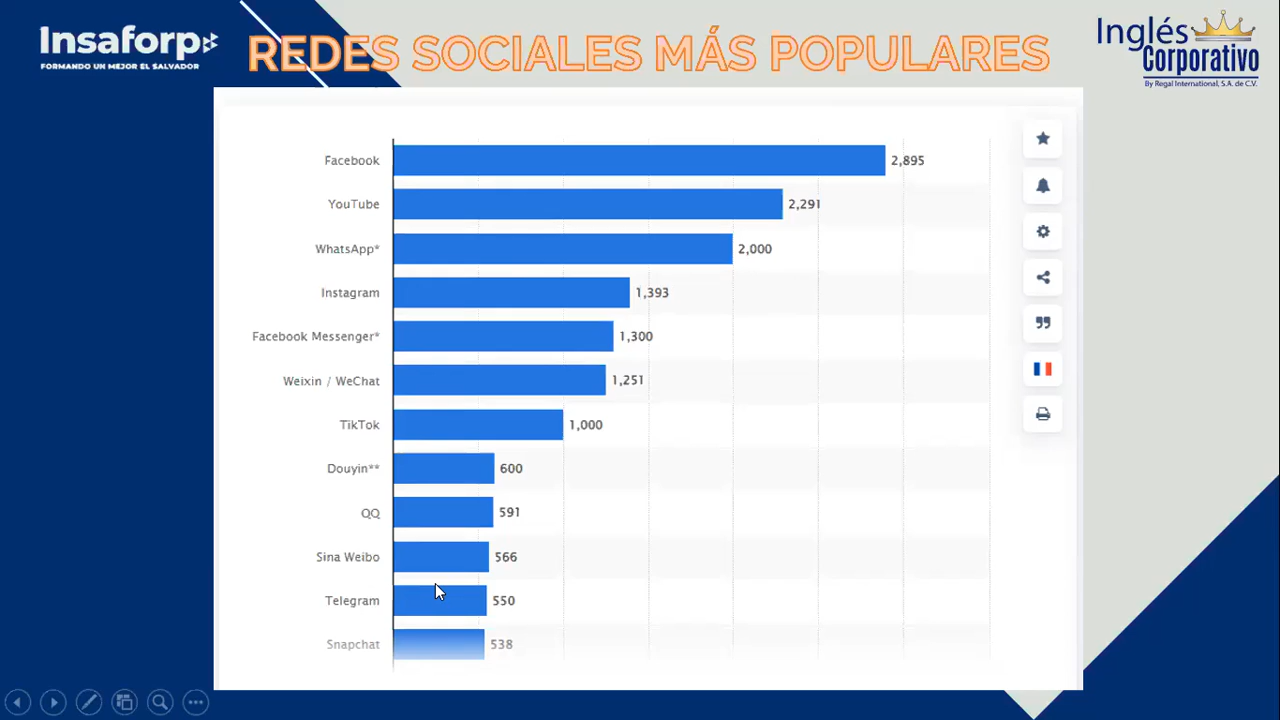 Insaforp
FORMANDO UN MEJOR EL SALVADOR
REDES SOCIALES MÁS POPULARES
Inglés
Corporativo
By Regal International, S.A. de C.V.
Facebook 2,895
YouTube 2,291
WhatsApp* 2,000
Instagram 1,393
Facebook Messenger* 1,300
Weixin / WeChat 1,251
TikTok 1,000
Douyin** 600
QQ 591
Sina Weibo 566
Telegram 550
Snapchat 538